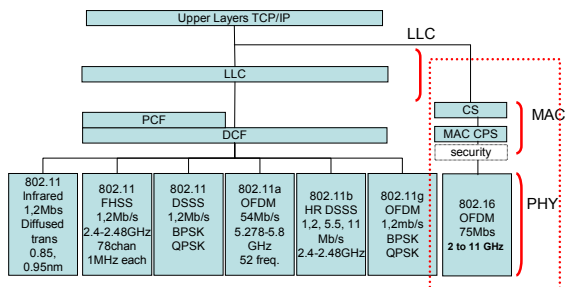 Upper Layers TCP/IP
LLC
LLC
CS
PCF
MAC
MAC CPS
DCF
security
802.11
Infrared
1,2Mbs
Diffused
trans
0.85,
0.95nm
802.11
FHSS
1,2Mb/s
2.4-2.48GHz
78chan
1MHz each
802.11
DSSS
1,2Mb/s
BPSK
QPSK
802.11a
OFDM
54Mb/s
5.278-5.8
GHz
52 freq.
802.11b
HR DSSS
1,2, 5.5, 11
Mb/s
2.4-2.48GHz
802.11g
OFDM
1,2mb/s
BPSK
QPSK
802.16
OFDM
75Mbs
2 to 11 GHz
PHY